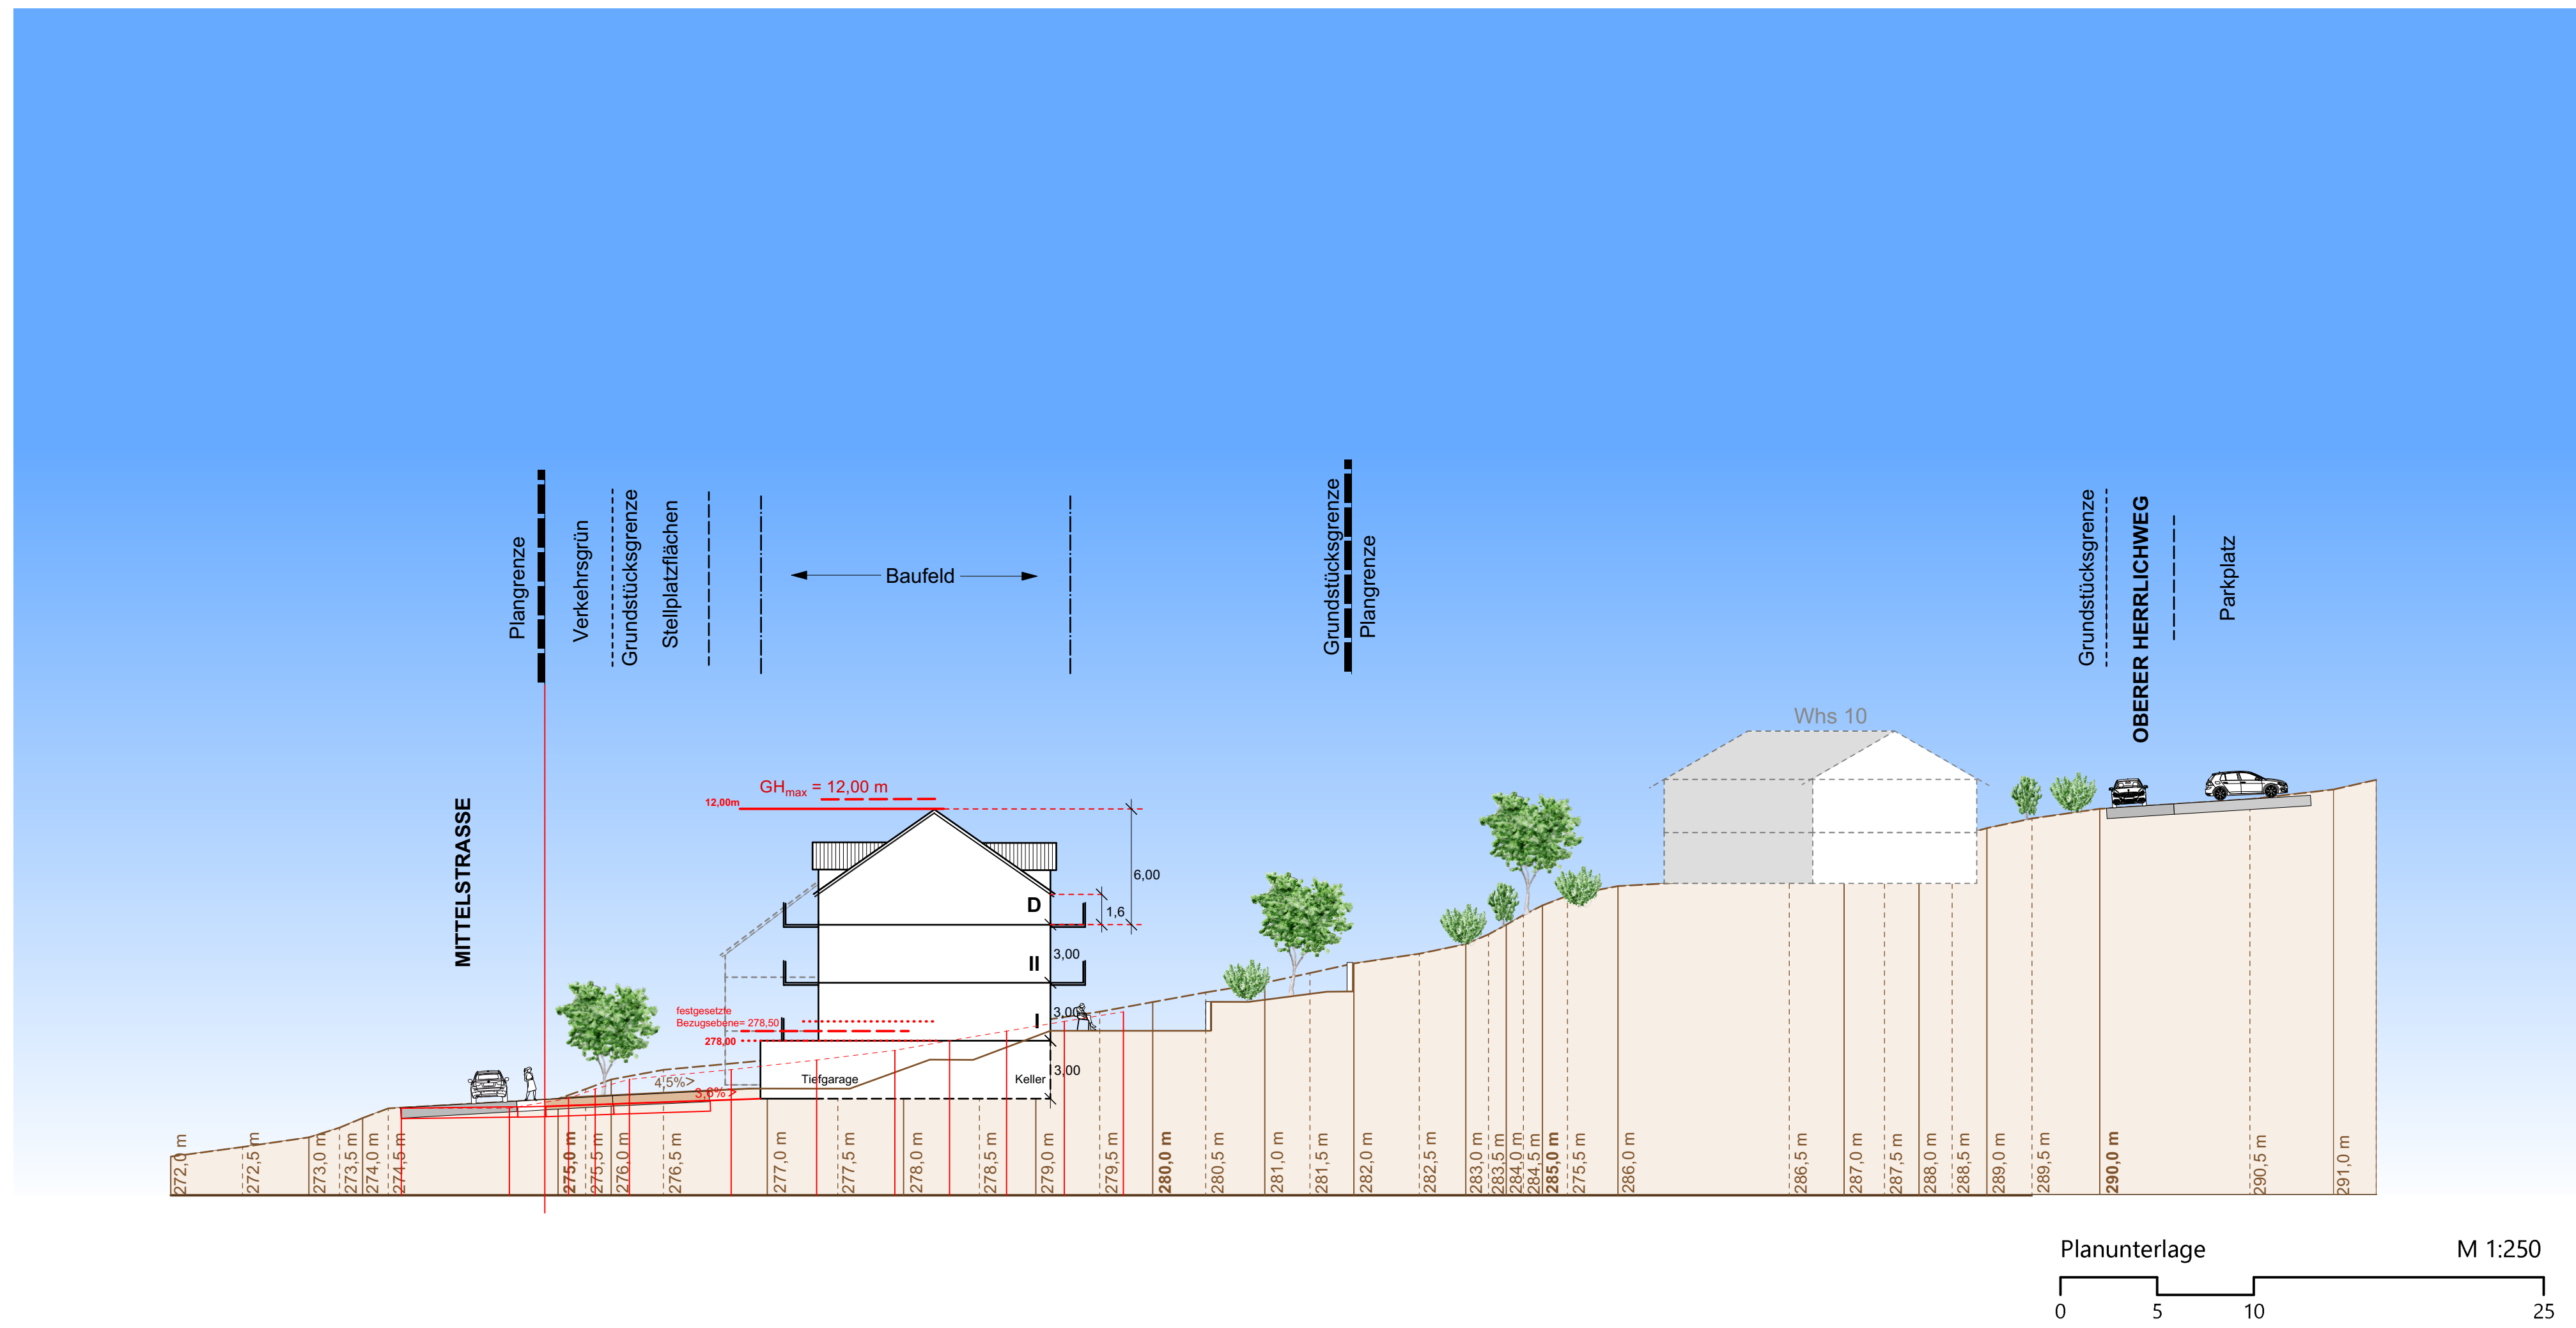 Plangrenze
Verkehrsgrün
Grundstücksgrenze
Stellplatzflächen
Baufeld
Grundstücksgrenze
Plangrenze
Grundstücksgrenze
OBERER HERRLICHWEG
Parkplatz
Whs 10
MITTELSTRASSE
GHmax = 12,00 m
12,00m
6,00
D
1,6
II
3,00
festgesetzte
Bezugsebene= 278,50
I
3,00
278,00
Tiefgarage
Keller
3,00
4,5%>
3,6%>
272,0 m
272,5 m
273,0 m
273,5 m
274,0 m
274,5 m
275,0 m
275,5 m
276,0 m
276,5 m
277,0 m
277,5 m
278,0 m
278,5 m
279,0 m
279,5 m
280,0 m
280,5 m
281,0 m
281,5 m
282,0 m
282,5 m
283,0 m
283,5 m
284,0 m
284,5 m
285,0 m
275,5 m
286,0 m
286,5 m
287,0 m
287,5 m
288,0 m
288,5 m
289,0 m
289,5 m
290,0 m
290,5 m
291,0 m
Planunterlage M 1:250
0 5 10 25